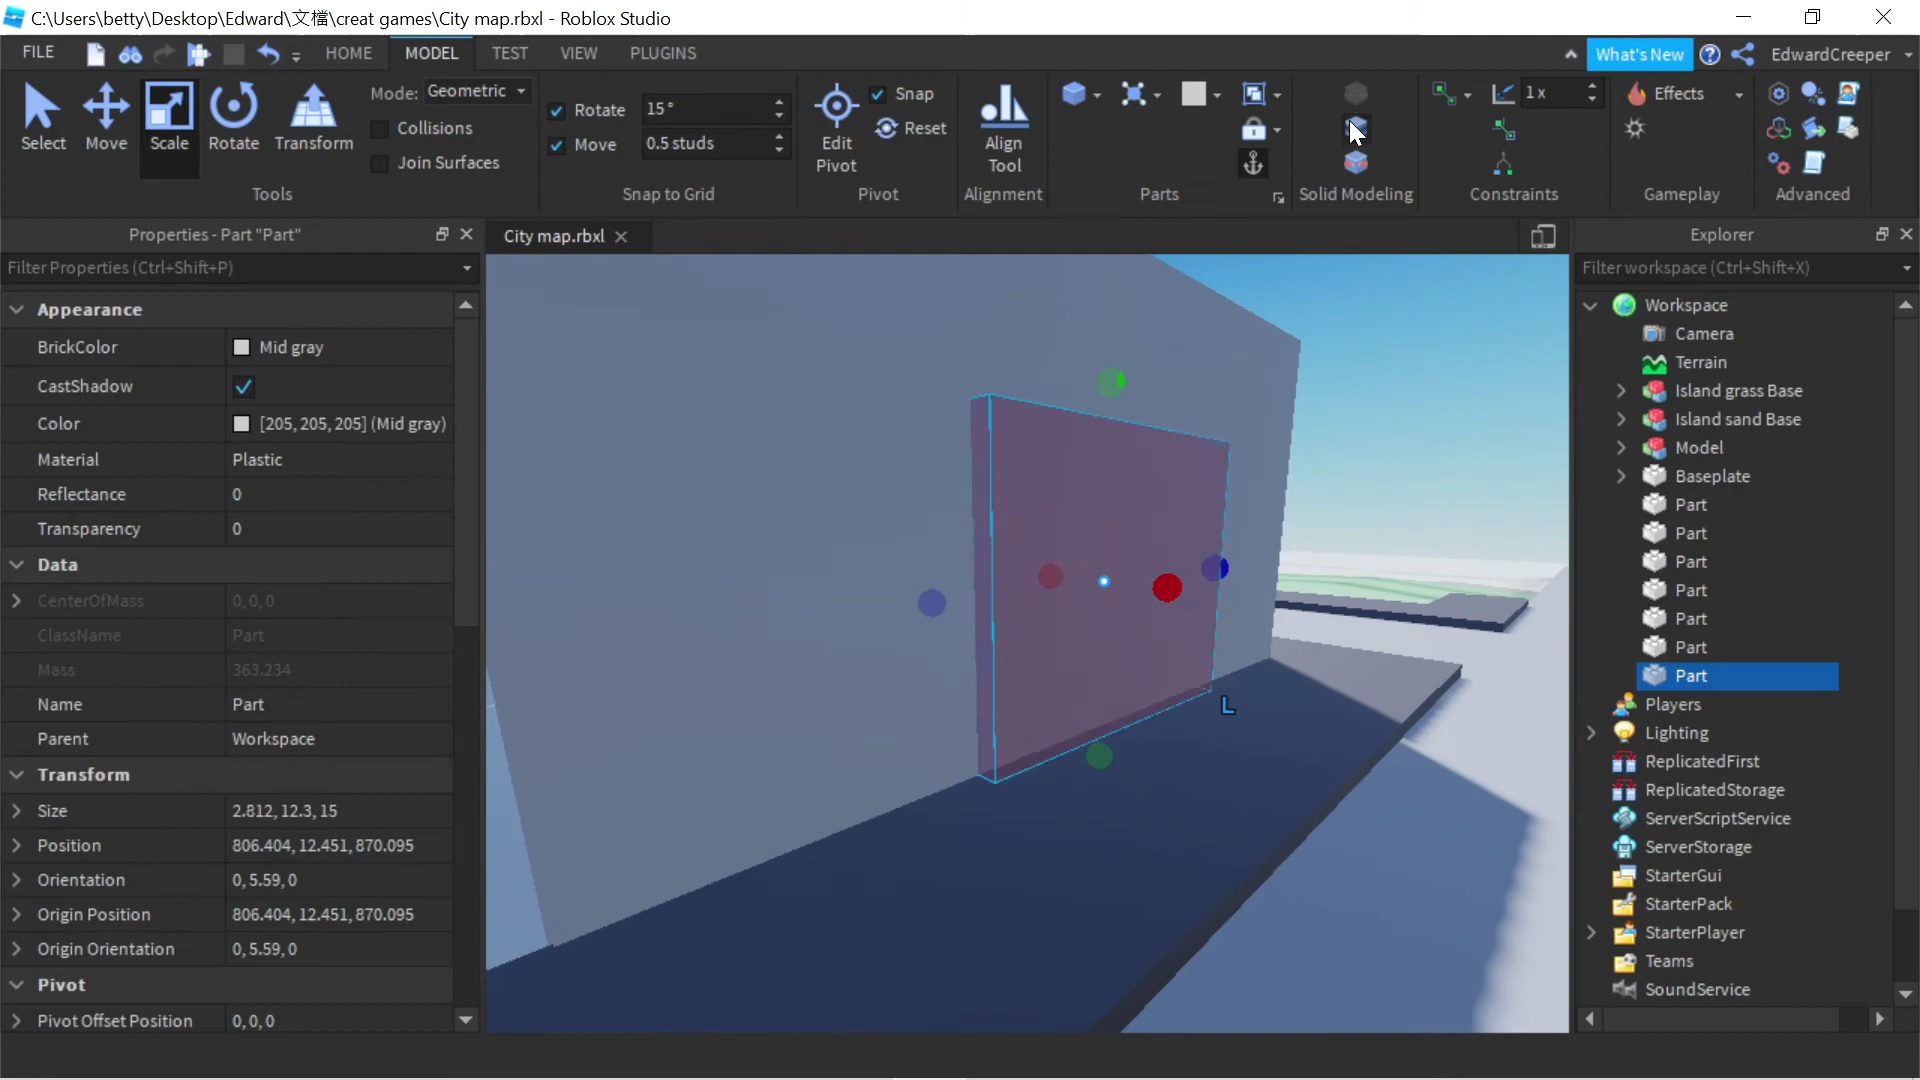 C:\Users\betty\Desktop\Edward\文檔\creat games\City map.rbxl - Roblox Studio
FILE
HOME
MODEL
TEST
VIEW
PLUGINS
What's New
EdwardCreeper
Select
Move
Scale
Rotate
Transform
Mode: Geometric
Collisions
Join Surfaces
Tools
Rotate 15°
Move 0.5 studs
Snap to Grid
Edit
Pivot
Snap
Reset
Pivot
Align
Tool
Alignment
Parts
Solid Modeling
1 x
Constraints
Effects
Gameplay
Advanced
Properties - Part "Part"
Filter Properties (Ctrl+Shift+P)
Appearance
BrickColor Mid gray
CastShadow
Color [205, 205, 205] (Mid gray)
Material Plastic
Reflectance 0
Transparency 0
Data
CenterOfMass 0, 0, 0
ClassName Part
Mass 363.234
Name Part
Parent Workspace
Transform
Size 2.812, 12.3, 15
Position 806.404, 12.451, 870.095
Orientation 0, 5.59, 0
Origin Position 806.404, 12.451, 870.095
Origin Orientation 0, 5.59, 0
Pivot
Pivot Offset Position 0, 0, 0
City map.rbxl
L
Explorer
Filter workspace (Ctrl+Shift+X)
Workspace
Camera
Terrain
Island grass Base
Island sand Base
Model
Baseplate
Part
Part
Part
Part
Part
Part
Part
Players
Lighting
ReplicatedFirst
ReplicatedStorage
ServerScriptService
ServerStorage
StarterGui
StarterPack
StarterPlayer
Teams
SoundService